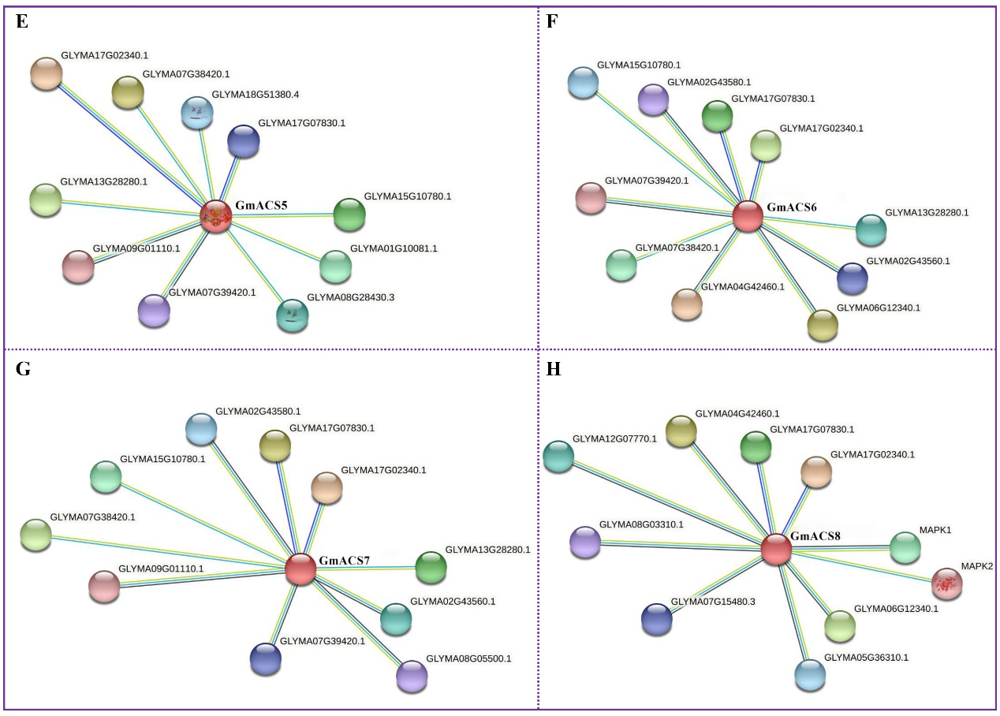 E
GLYMA17G02340.1
GLYMA07G38420.1
GLYMA18G51380.4
GLYMA17G07830.1
GLYMA13G28280.1
GmACS5
GLYMA15G10780.1
GLYMA09G01110.1
GLYMA01G10081.1
GLYMA07G39420.1
GLYMA08G28430.3
F
GLYMA15G10780.1
GLYMA02G43580.1
GLYMA17G07830.1
GLYMA17G02340.1
GLYMA07G39420.1
GmACS6
GLYMA13G28280.1
GLYMA07G38420.1
GLYMA02G43560.1
GLYMA04G42460.1
GLYMA06G12340.1
G
GLYMA02G43580.1
GLYMA17G07830.1
GLYMA15G10780.1
GLYMA17G02340.1
GLYMA07G38420.1
GLYMA13G28280.1
GmACS7
GLYMA09G01110.1
GLYMA02G43560.1
GLYMA07G39420.1
GLYMA08G05500.1
H
GLYMA04G42460.1
GLYMA17G07830.1
GLYMA12G07770.1
GLYMA17G02340.1
GLYMA08G03310.1
MAPK1
GmACS8
MAPK2
GLYMA07G15480.3
GLYMA06G12340.1
GLYMA05G36310.1